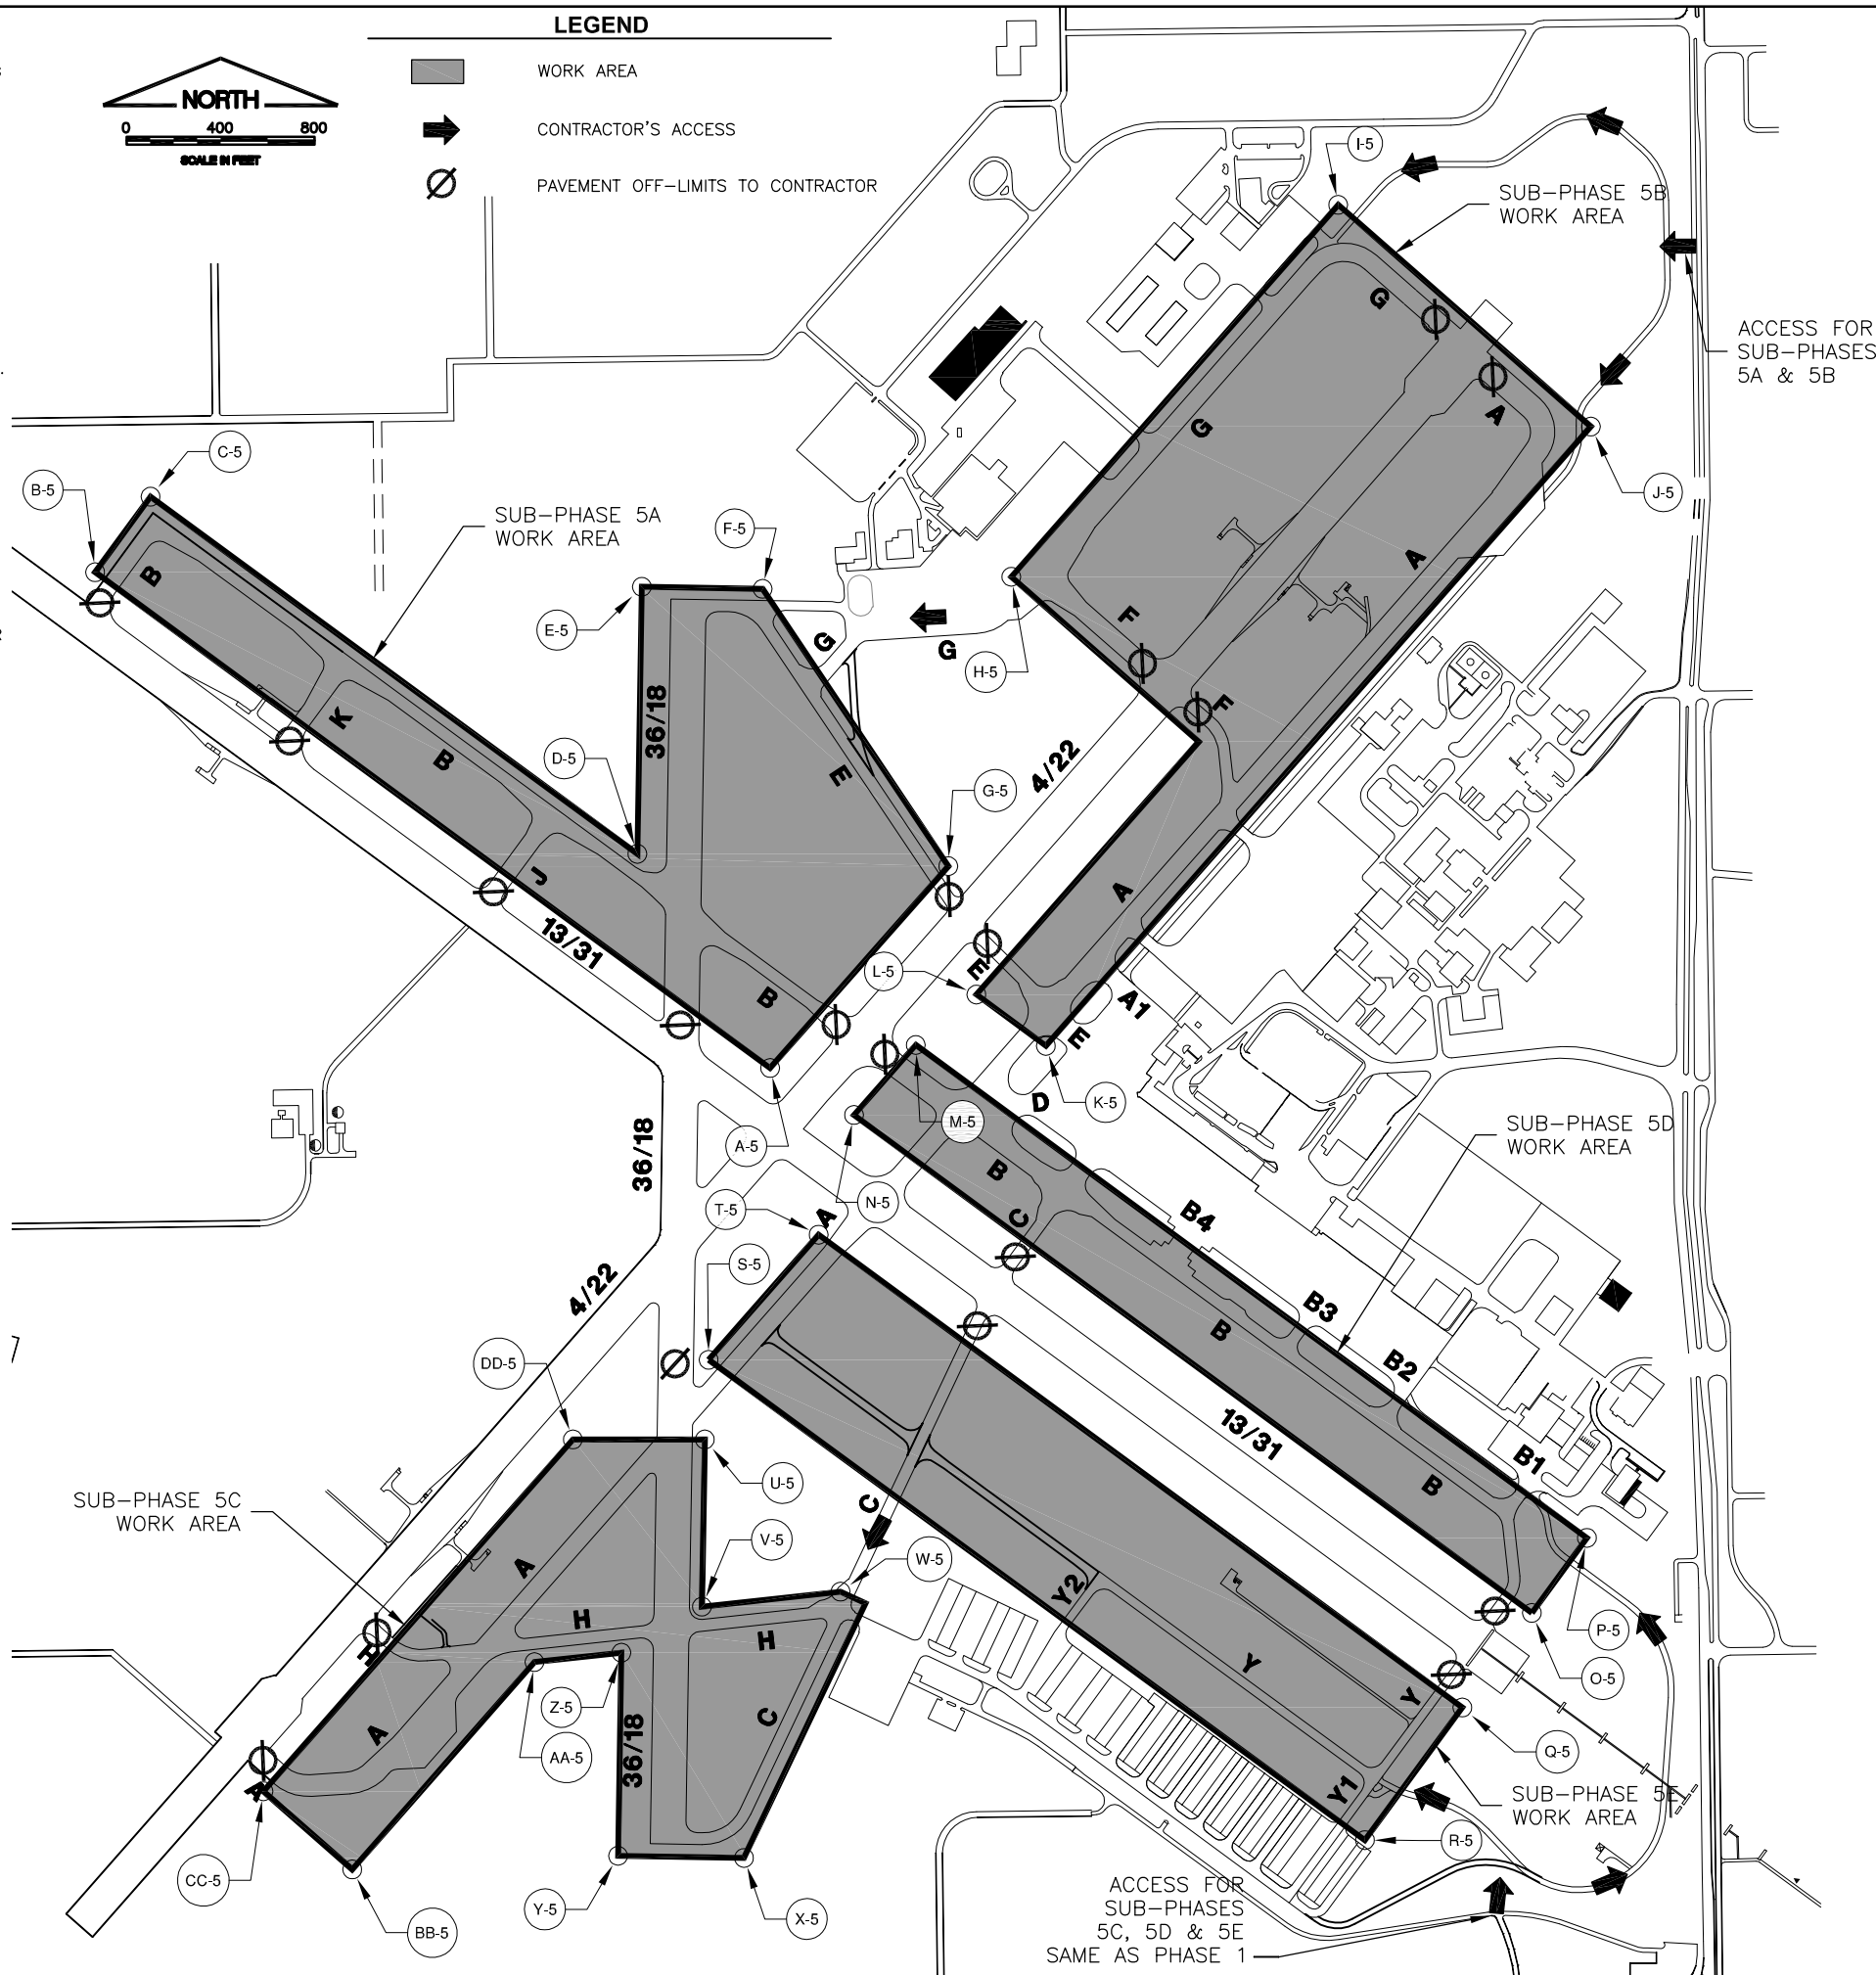 LEGEND
NORTH
0 400 800
SCALE IN FEET
WORK AREA
CONTRACTOR'S ACCESS
PAVEMENT OFF-LIMITS TO CONTRACTOR
I-5
SUB-PHASE 5B
WORK AREA
ACCESS FOR
SUB-PHASES
5A & 5B
G
A
G
J-5
C-5
B-5
SUB-PHASE 5A
WORK AREA
F-5
A
B
E-5
G
G
H-5
F
F
K
B
D-5
36/18
E
4/22
G-5
J
13/31
B
A
L-5
E
A1
E
D
K-5
M-5
A-5
36/18
N-5
T-5
A
B
C
B4
SUB-PHASE 5D
WORK AREA
S-5
4/22
B3
B
B2
DD-5
13/31
B1
B
U-5
SUB-PHASE 5C
WORK AREA
C
V-5
W-5
A
H
H
H
Y2
P-5
Y
Y
O-5
Z-5
AA-5
C
A
36/18
Q-5
A
Y1
SUB-PHASE 5E
WORK AREA
R-5
CC-5
BB-5
Y-5
X-5
ACCESS FOR
SUB-PHASES
5C, 5D & 5E
SAME AS PHASE 1